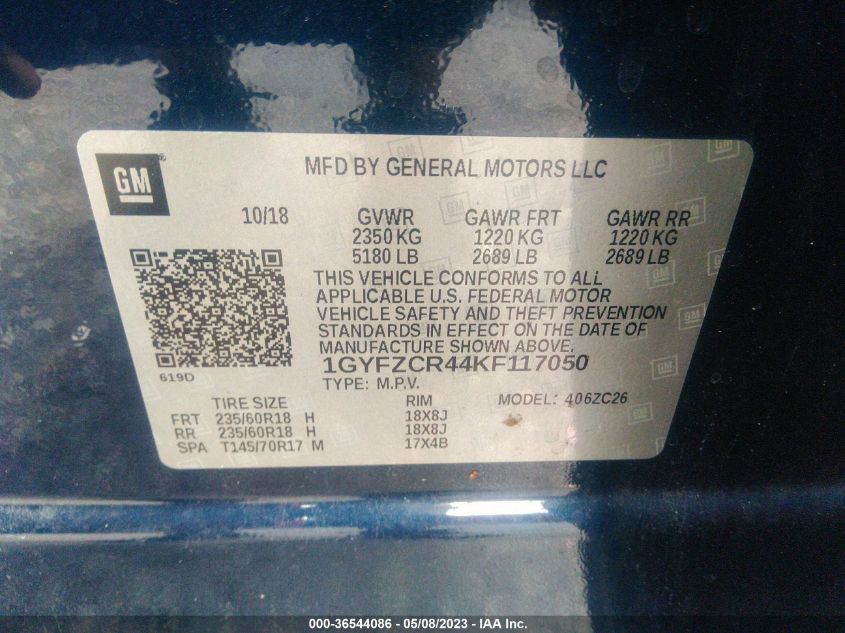 GM ®
MFD BY GENERAL MOTORS LLC
10/18 GVWR GAWR FRT GAWR RR
2350 KG 1220 KG 1220 KG
5180 LB 2689 LB 2689 LB
THIS VEHICLE CONFORMS TO ALL
APPLICABLE U.S. FEDERAL MOTOR
VEHICLE SAFETY AND THEFT PREVENTION
STANDARDS IN EFFECT ON THE DATE OF
MANUFACTURE SHOWN ABOVE.
619D 1GYFZCR44KF117050
TYPE: M.P.V. MODEL: 406ZC26
TIRE SIZE RIM
FRT 235/60R18 H 18X8J
RR 235/60R18 H 18X8J
SPA T145/70R17 M 17X4B
000-36544086 - 05/08/2023 - IAA Inc.